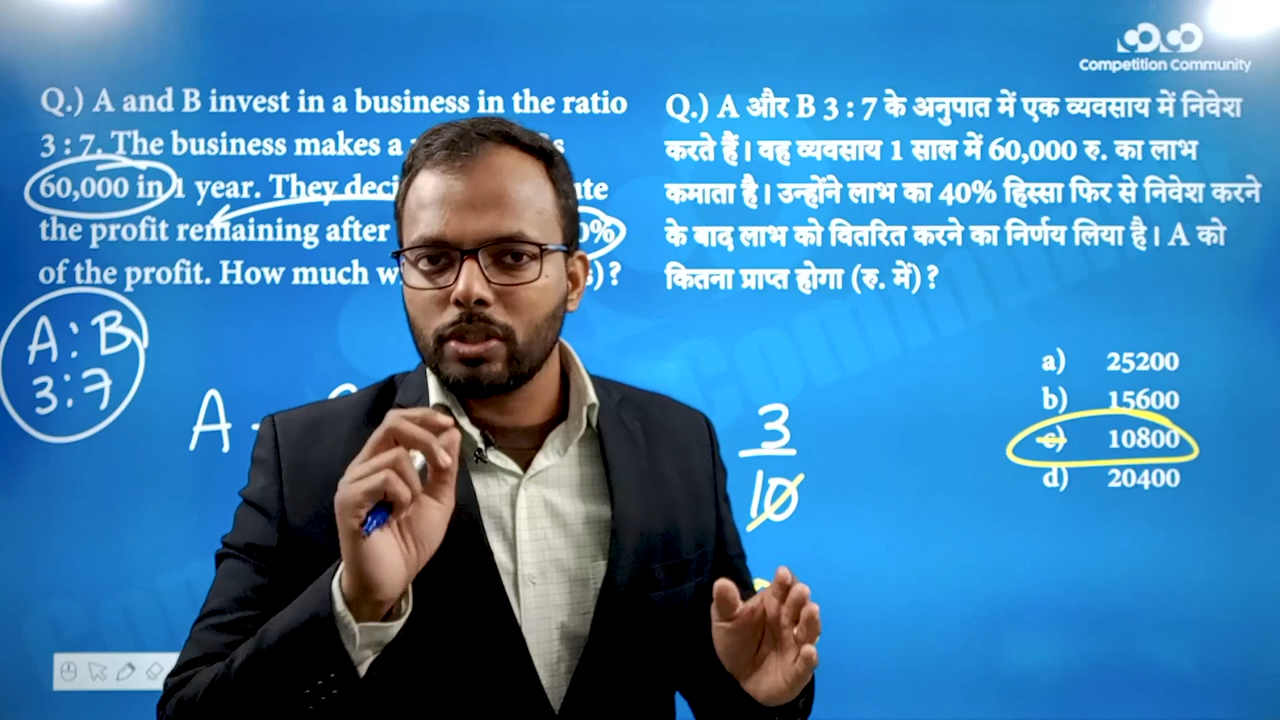 Competition Community
Q.) A and B invest in a business in the ratio
3 : 7. The business makes a
60,000 in 1 year. They
the profit remaining after 0%
of the profit. How much ?
Q.) A और B 3 : 7 के अनुपात में एक व्यवसाय में निवेश
करते हैं। वह व्यवसाय 1 साल में 60,000 रु. का लाभ
कमाता है। उन्होंने लाभ का 40% हिस्सा फिर से निवेश करने
के बाद लाभ को वितरित करने का निर्णय लिया है। A को
कितना प्राप्त होगा (रु. में) ?
A : B
3 : 7
A -
3
10
a) 25200
b) 15600
c) 10800
d) 20400